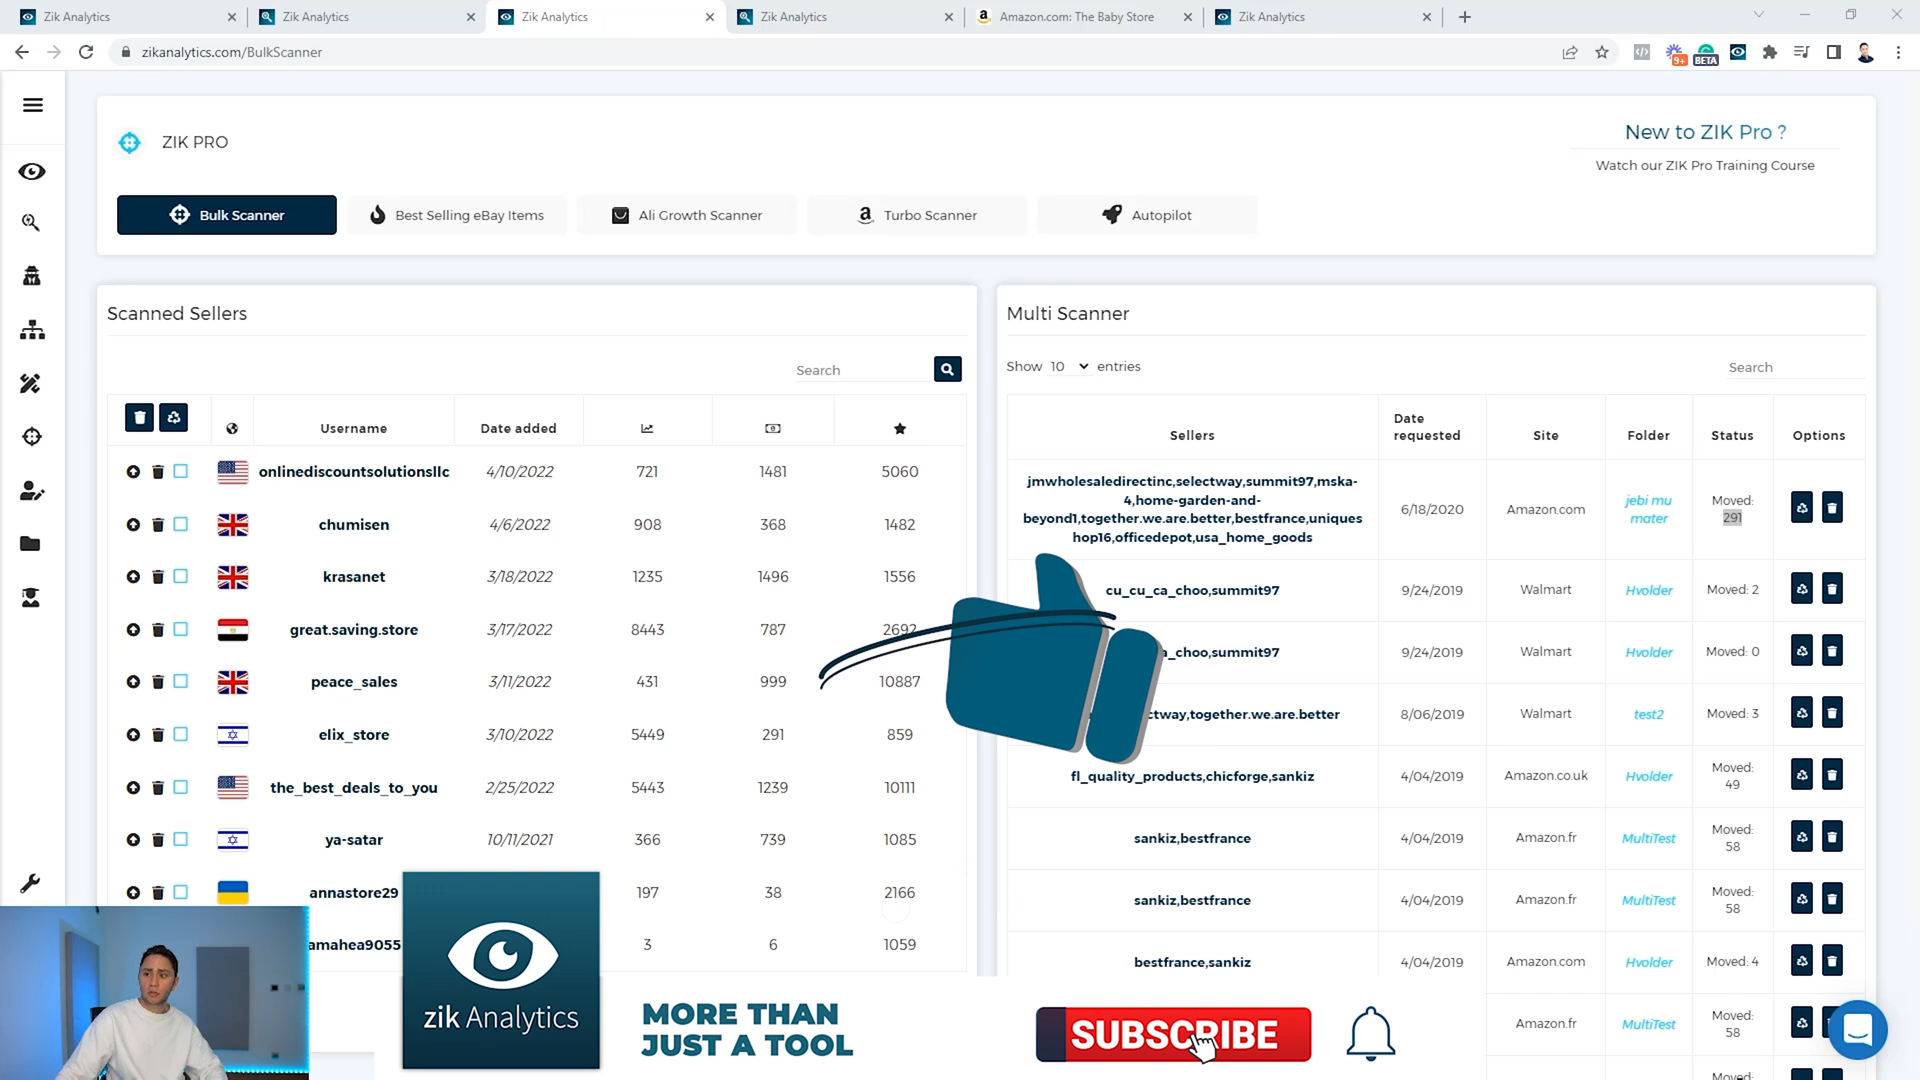 Zik Analytics
Zik Analytics
Zik Analytics
Zik Analytics
Amazon.com: The Baby Store
Zik Analytics
zikanalytics.com/BulkScanner
9+
BETA
ZIK PRO
New to ZIK Pro ?
Watch our ZIK Pro Training Course
Bulk Scanner
Best Selling eBay Items
Ali Growth Scanner
Turbo Scanner
Autopilot
Scanned Sellers
Search
Username
Date added
onlinediscountsolutionsllc 4/10/2022 721 1481 5060
chumisen 4/6/2022 908 368 1482
krasanet 3/18/2022 1235 1496 1556
great.saving.store 3/17/2022 8443 787 2692
peace_sales 3/11/2022 431 999 10887
elix_store 3/10/2022 5449 291 859
the_best_deals_to_you 2/25/2022 5443 1239 10111
ya-satar 10/11/2021 366 739 1085
annastore29 197 38 2166
amahea9055 3 6 1059
Multi Scanner
Show 10 entries
Search
Sellers
Date requested
Site
Folder
Status
Options
jmwholesaledirectinc,selectway,summit97,mska-
4,home-garden-and-
beyond1,together.we.are.better,bestfrance,uniques
hop16,officedepot,usa_home_goods
6/18/2020 Amazon.com jebi mu mater Moved: 291
cu_cu_ca_choo,summit97 9/24/2019 Walmart Hvolder Moved: 2
a_choo,summit97 9/24/2019 Walmart Hvolder Moved: 0
ctway,together.we.are.better 8/06/2019 Walmart test2 Moved: 3
fl_quality_products,chicforge,sankiz 4/04/2019 Amazon.co.uk Hvolder Moved: 49
sankiz,bestfrance 4/04/2019 Amazon.fr MultiTest Moved: 58
sankiz,bestfrance 4/04/2019 Amazon.fr MultiTest Moved: 58
bestfrance,sankiz 4/04/2019 Amazon.com Hvolder Moved: 4
Amazon.fr MultiTest Moved: 58
Moved:
zik Analytics
MORE THAN
JUST A TOOL
SUBSCRIBE